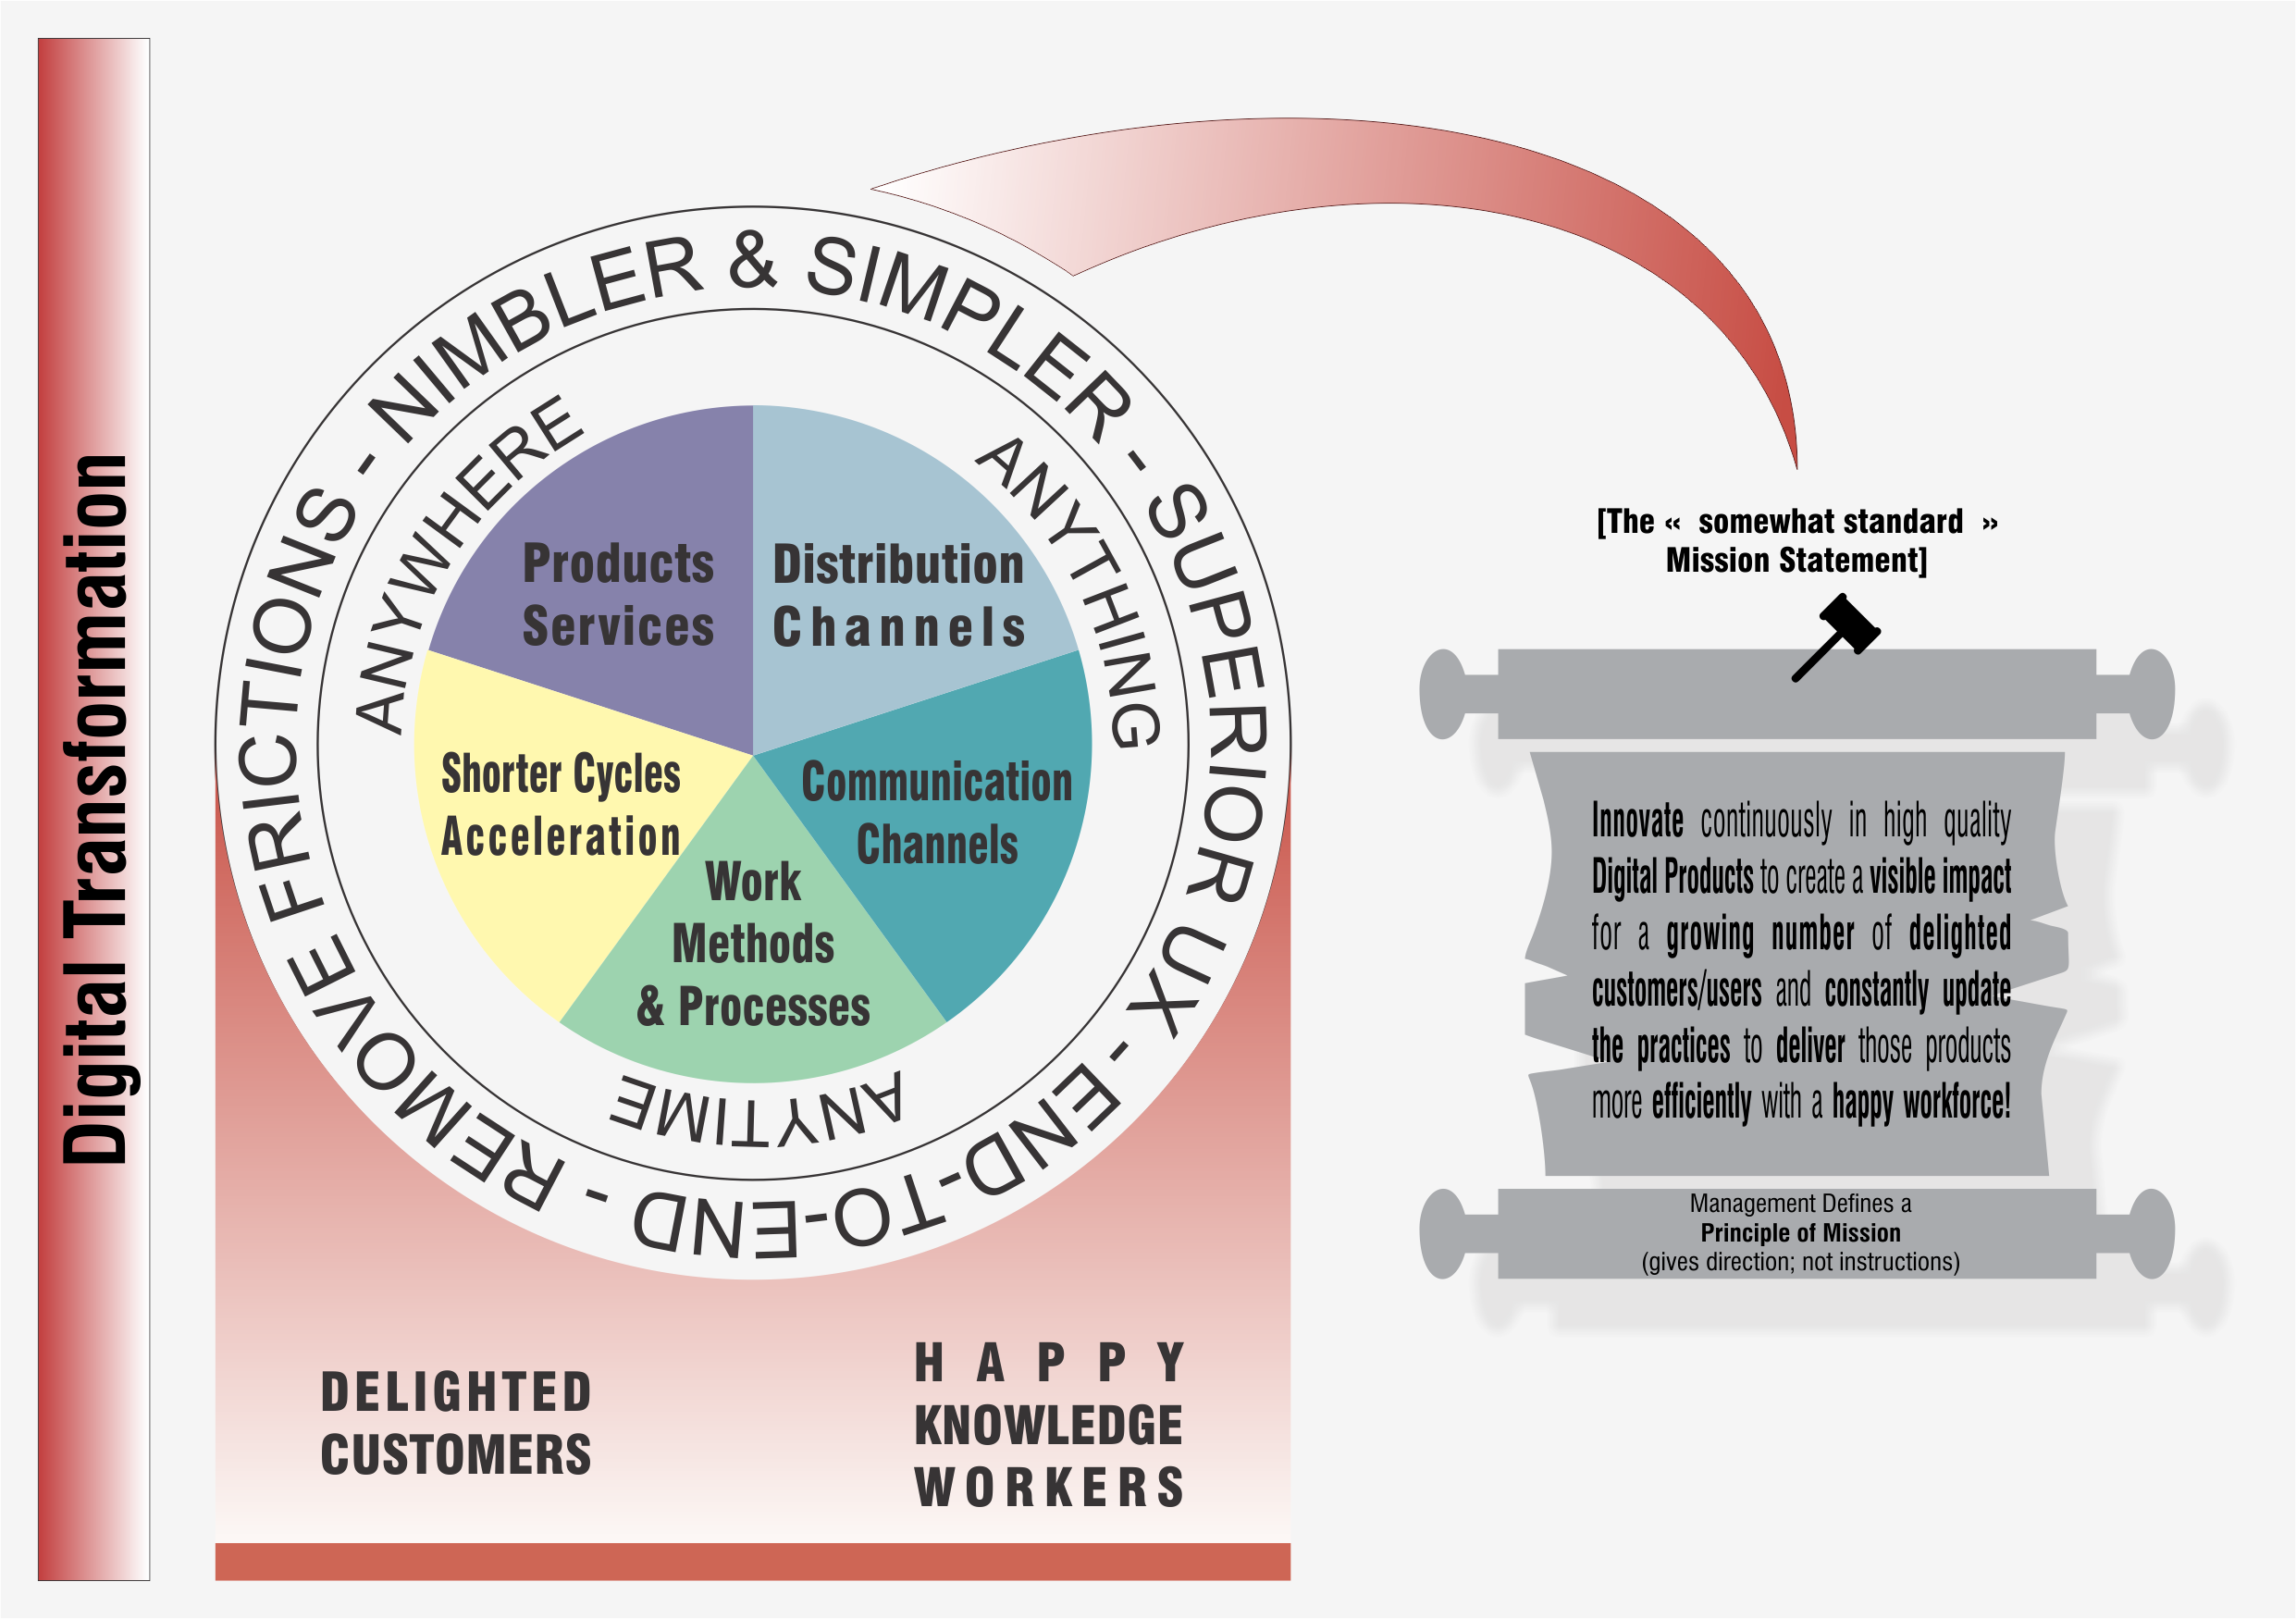 Digital Transformation
NIMBLER & SIMPLER - SUPERIOR UX - END-TO-END - REMOVE FRICTIONS -
ANYWHERE
ANYTHING
ANYTIME
Products
Services
Distribution
Channels
Shorter Cycles
Acceleration
Communication
Channels
Work
Methods
& Processes
DELIGHTED
CUSTOMERS
HAPPY
KNOWLEDGE
WORKERS
[The « somewhat standard »
Mission Statement]
Innovate continuously in high quality
Digital Products to create a visible impact
for a growing number of delighted
customers/users and constantly update
the practices to deliver those products
more efficiently with a happy workforce!
Management Defines a
Principle of Mission
(gives direction; not instructions)